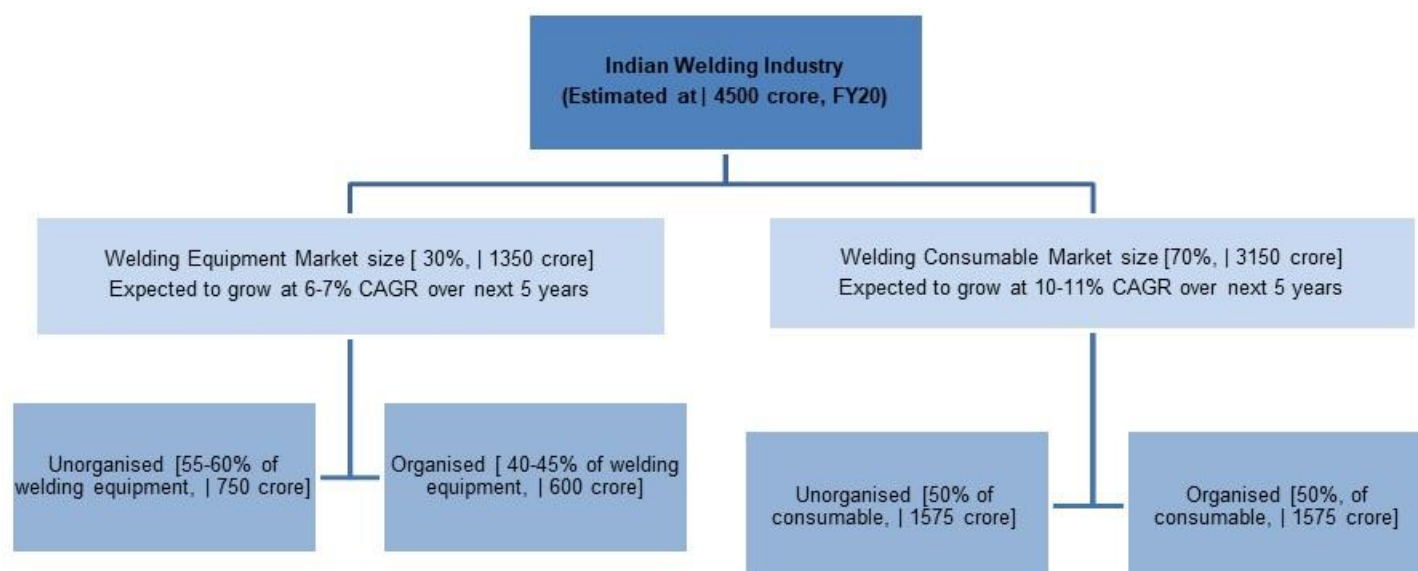 Indian Welding Industry
(Estimated at | 4500 crore, FY20)
Welding Equipment Market size [ 30%, | 1350 crore]
Expected to grow at 6-7% CAGR over next 5 years
Welding Consumable Market size [70%, | 3150 crore]
Expected to grow at 10-11% CAGR over next 5 years
Unorganised [55-60% of
welding equipment, | 750 crore]
Organised [ 40-45% of welding
equipment, | 600 crore]
Unorganised [50% of
consumable, | 1575 crore]
Organised [50%, of
consumable, | 1575 crore]